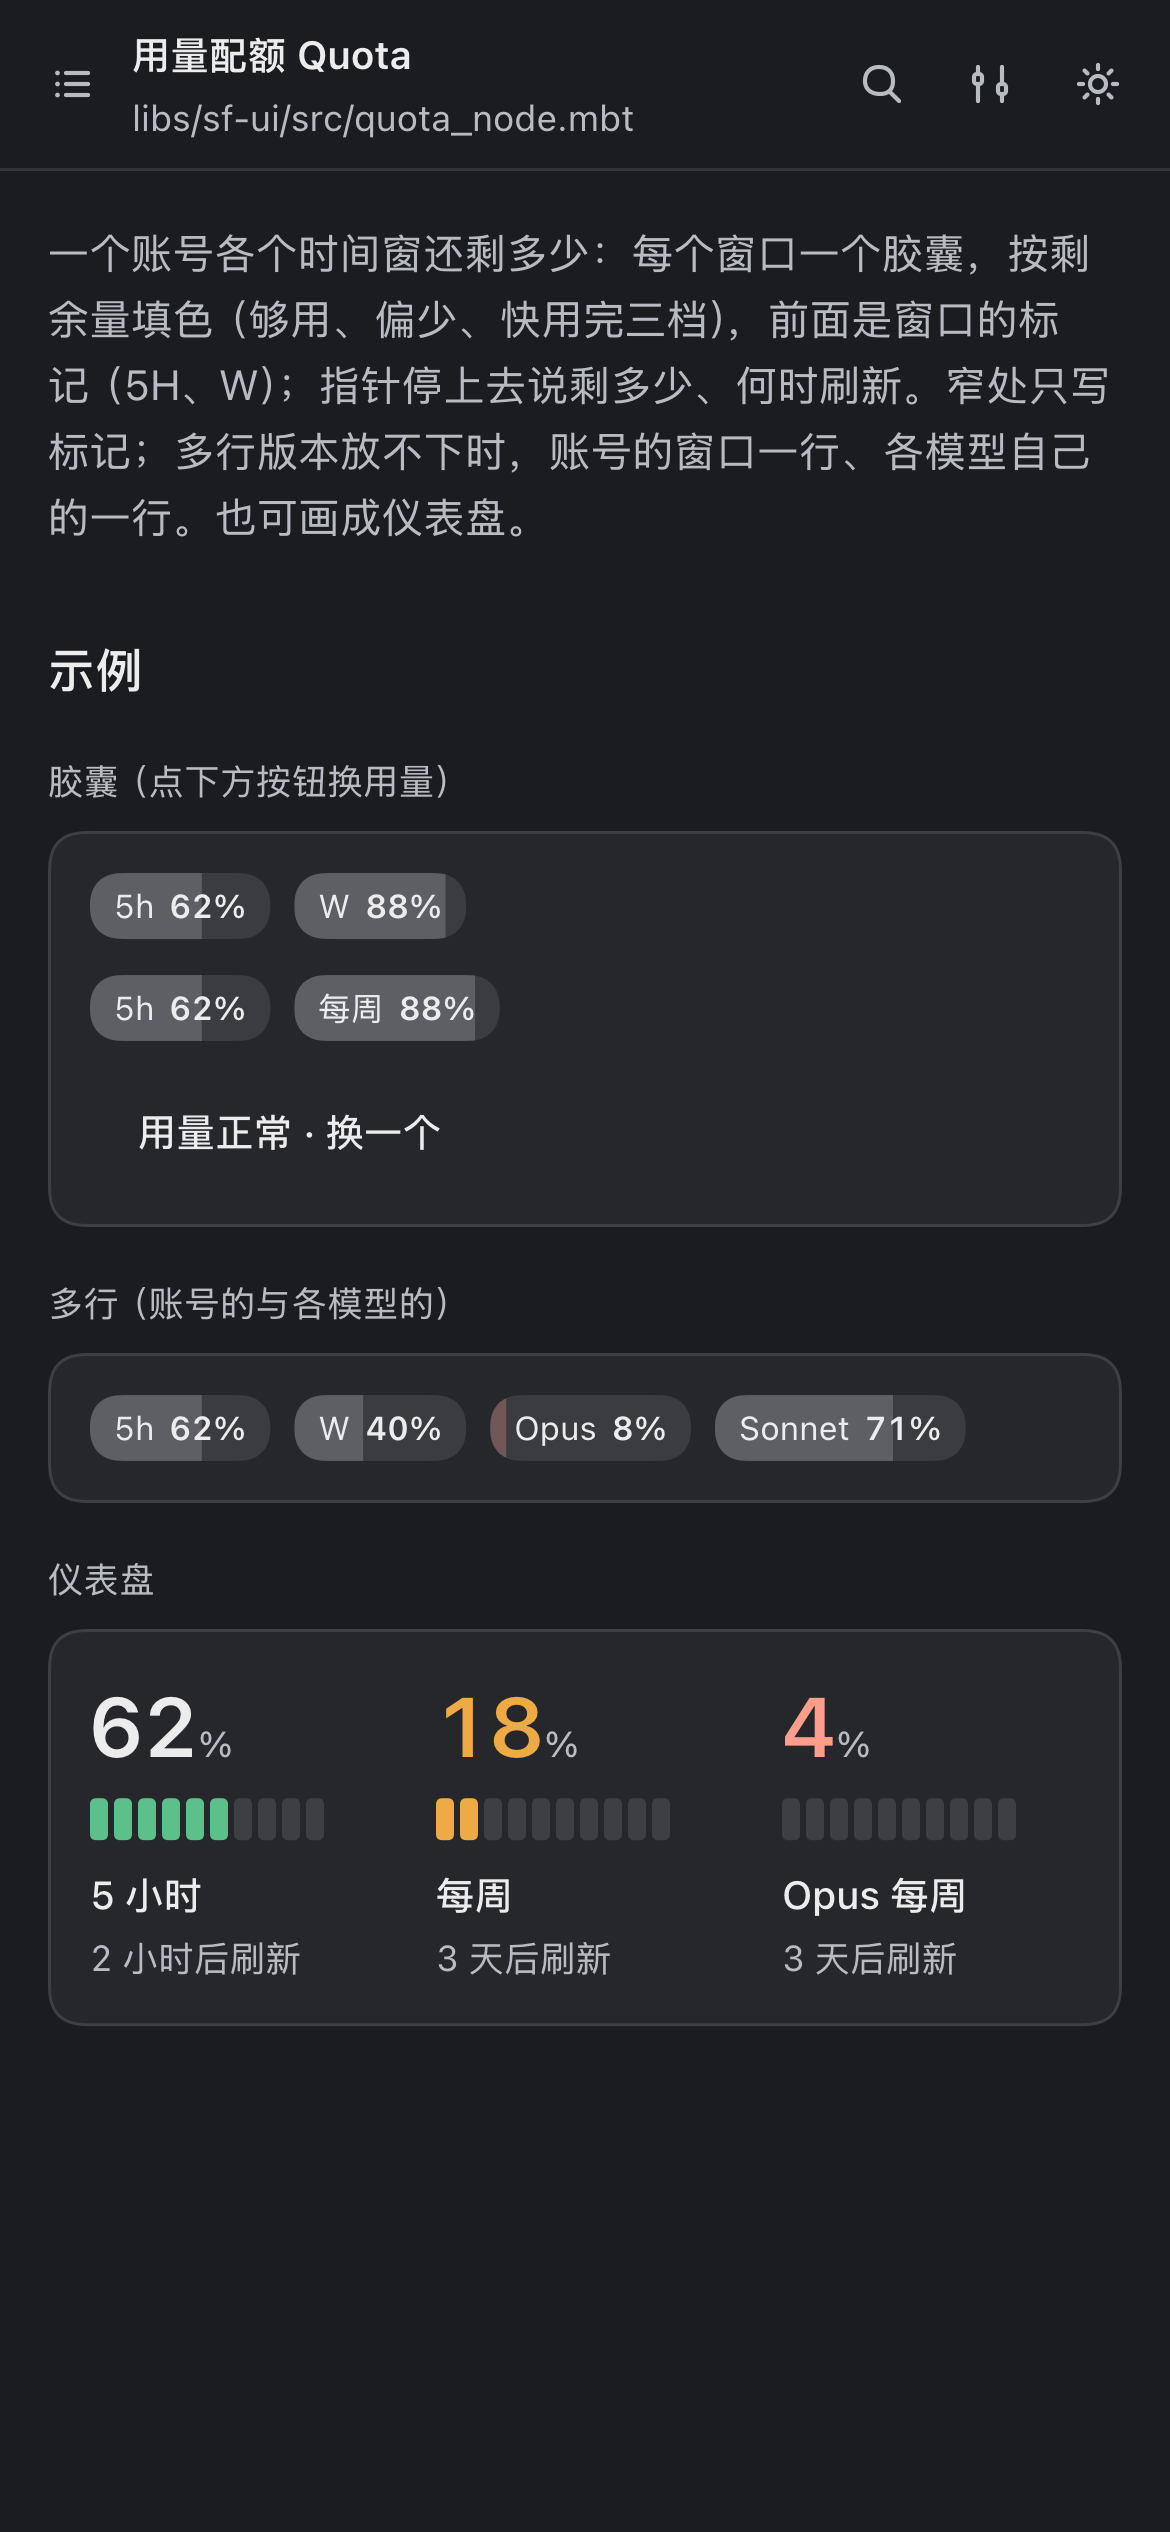 用量配额 Quota
libs/sf-ui/src/quota_node.mbt
一个账号各个时间窗还剩多少：每个窗口一个胶囊，按剩
余量填色（够用、偏少、快用完三档），前面是窗口的标
记（5H、W）；指针停上去说剩多少、何时刷新。窄处只写
标记；多行版本放不下时，账号的窗口一行、各模型自己
的一行。也可画成仪表盘。
示例
胶囊（点下方按钮换用量）
5h 62% W 88%
5h 62% 每周 88%
用量正常 · 换一个
多行（账号的与各模型的）
5h 62% W 40% Opus 8% Sonnet 71%
仪表盘
62% 18% 4%
5 小时 每周 Opus 每周
2 小时后刷新 3 天后刷新 3 天后刷新